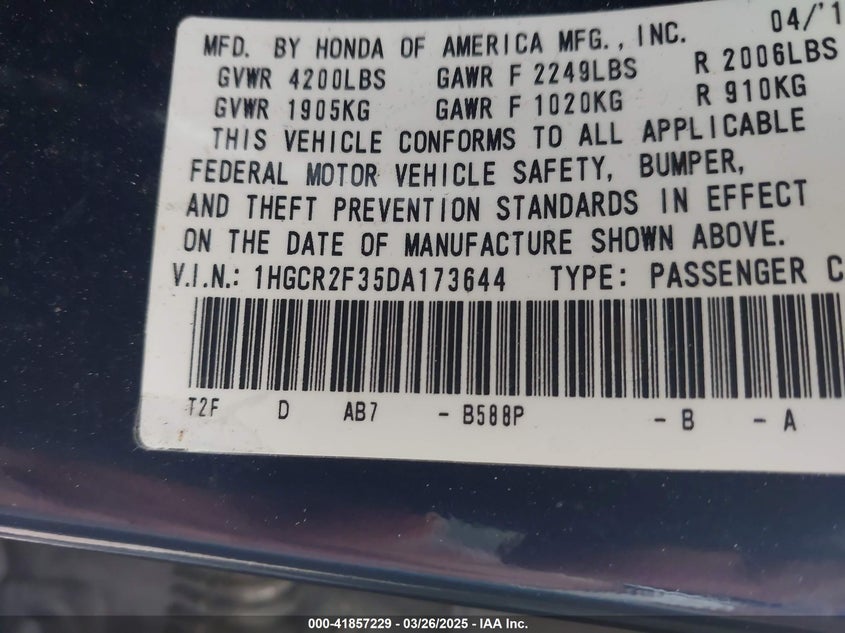 04/'1
MFD. BY HONDA OF AMERICA MFG., INC.
GVWR 4200LBS GAWR F 2249LBS R 2006LBS
GVWR 1905KG GAWR F 1020KG R 910KG
THIS VEHICLE CONFORMS TO ALL APPLICABLE
FEDERAL MOTOR VEHICLE SAFETY, BUMPER,
AND THEFT PREVENTION STANDARDS IN EFFECT
ON THE DATE OF MANUFACTURE SHOWN ABOVE.
V.I.N.: 1HGCR2F35DA173644 TYPE: PASSENGER C
T2F D AB7 - B588P - B - A
000-41857229 - 03/26/2025 - IAA Inc.